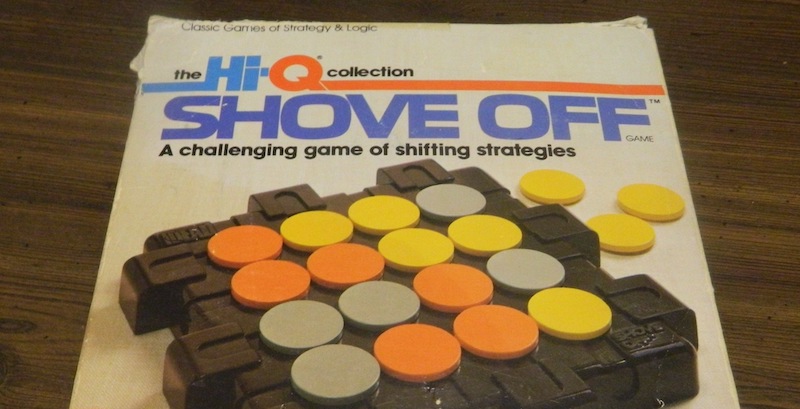 Classic Games of Strategy & Logic
the Hi-Q® collection
SHOVE OFF™
GAME
A challenging game of shifting strategies